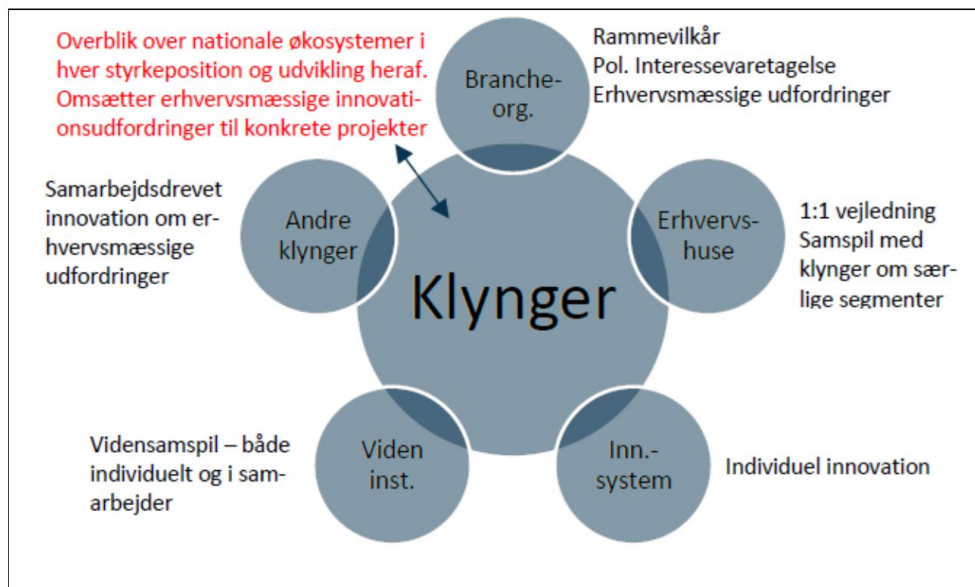 Overblik over nationale økosystemer i
hver styrkeposition og udvikling heraf.
Omsætter erhvervsmæssige innovati-
onsudfordringer til konkrete projekter
Branche-
org.
Rammevilkår
Pol. Interessevaretagelse
Erhvervsmæssige udfordringer
Samarbejdsdrevet
innovation om er-
hvervsmæssige
udfordringer
Andre
klynger
Erhvervs-
huse
1:1 vejledning
Samspil med
klynger om sær-
lige segmenter
Klynger
Vidensamspil – både
individuelt og i sam-
arbejder
Viden
inst.
Inn.-
system
Individuel innovation